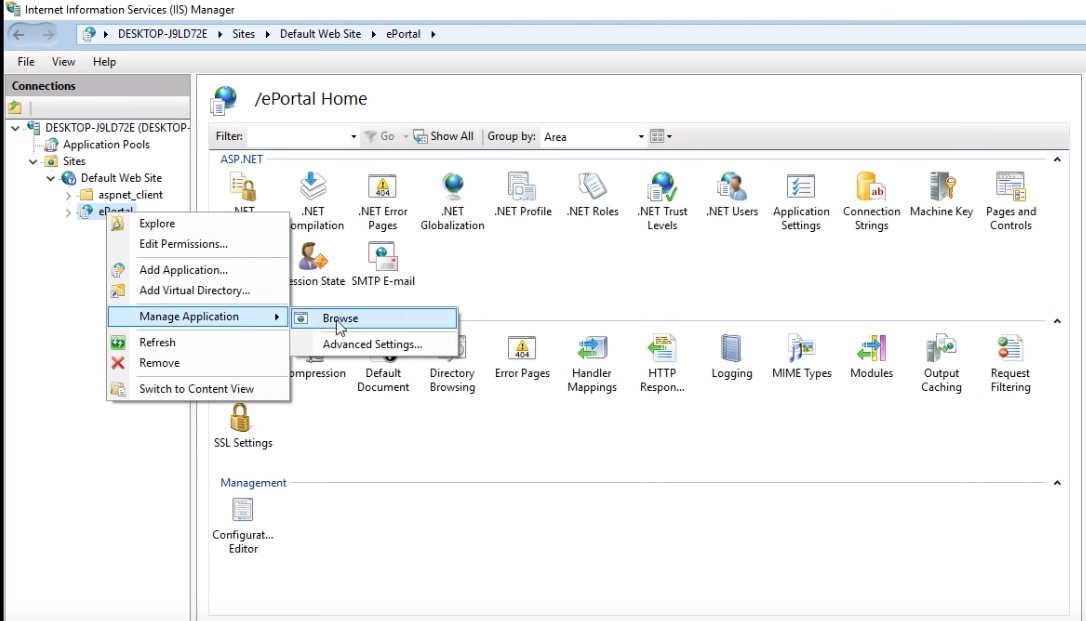 Internet Information Services (IIS) Manager
DESKTOP-J9LD72E Sites Default Web Site ePortal
File View Help
Connections
DESKTOP-J9LD72E (DESKTOP-
Application Pools
Sites
Default Web Site
aspnet_client
ePortal
Explore
Edit Permissions...
Add Application...
Add Virtual Directory...
Manage Application
Refresh
Remove
Switch to Content View
Browse
Advanced Settings...
/ePortal Home
Filter: Go Show All Group by: Area
ASP.NET
.NET
.NET
ompilation
.NET Error
Pages
.NET
Globalization
.NET Profile
.NET Roles
.NET Trust
Levels
.NET Users
Application
Settings
Connection
Strings
Machine Key
Pages and
Controls
ession State
SMTP E-mail
ompression
Default
Document
Directory
Browsing
404
Error Pages
Handler
Mappings
HTTP
Respon...
Logging
MIME Types
Modules
Output
Caching
Request
Filtering
SSL Settings
Management
Configurat...
Editor